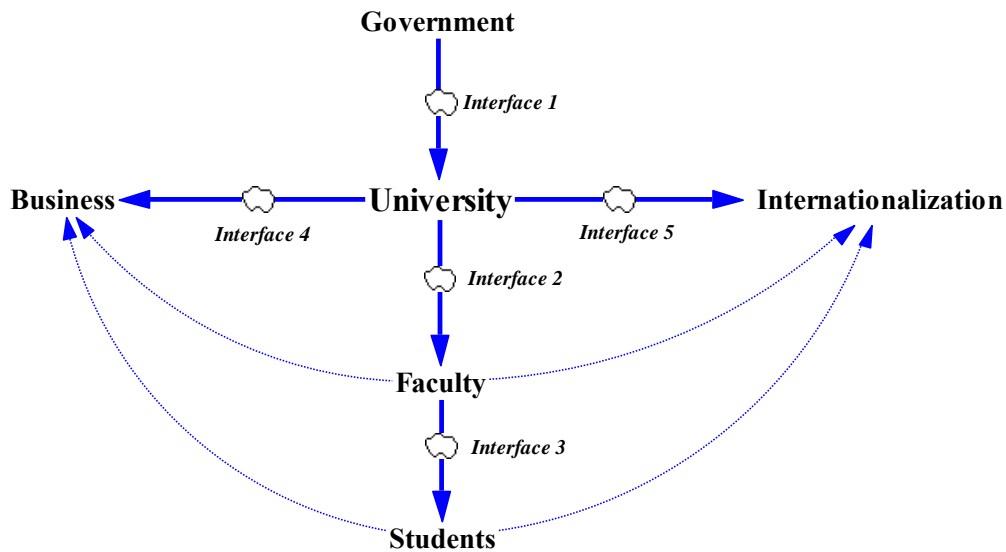 Government
Interface 1
Business
University
Internationalization
Interface 4
Interface 5
Interface 2
Faculty
Interface 3
Students